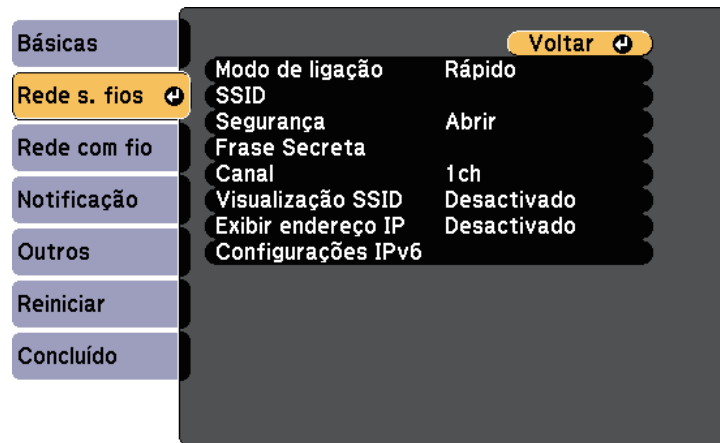 Básicas
Rede s. fios
Rede com fio
Notificação
Outros
Reiniciar
Concluído
Voltar
Modo de ligação Rápido
SSID
Segurança Abrir
Frase Secreta
Canal 1ch
Visualização SSID Desactivado
Exibir endereço IP Desactivado
Configurações IPv6